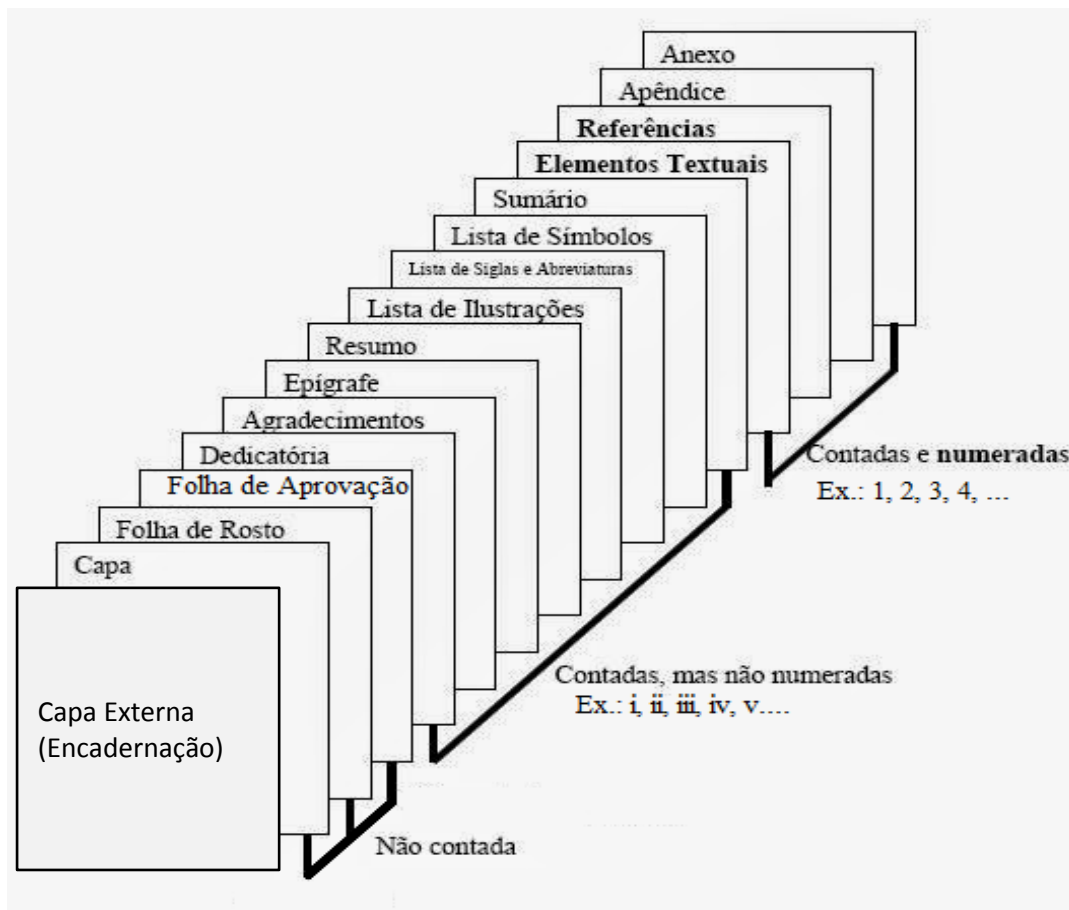 Anexo
Apêndice
Referências
Elementos Textuais
Sumário
Lista de Símbolos
Lista de Siglas e Abreviaturas
Lista de Ilustrações
Resumo
Epígrafe
Agradecimentos
Dedicatória
Folha de Aprovação
Folha de Rosto
Capa
Capa Externa
(Encadernação)
Contadas e numeradas
Ex.: 1, 2, 3, 4, ...
Contadas, mas não numeradas
Ex.: i, ii, iii, iv, v....
Não contada